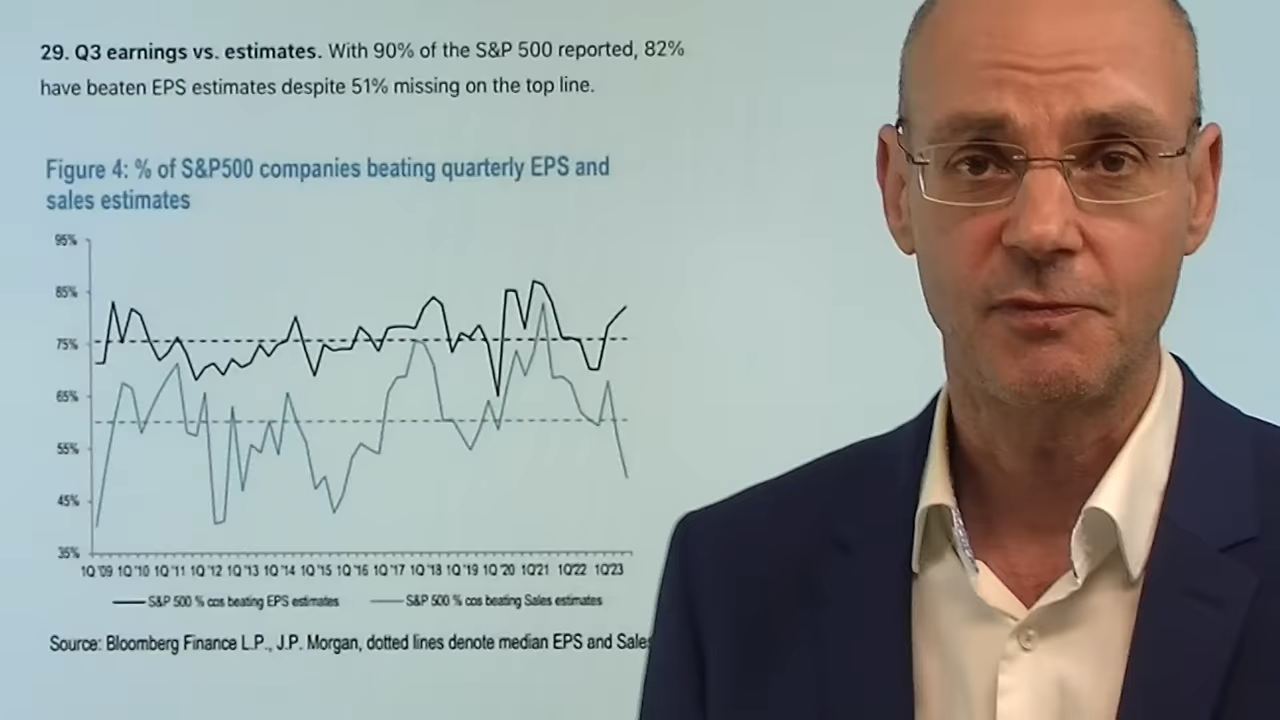 29. Q3 earnings vs. estimates. With 90% of the S&P 500 reported, 82%
have beaten EPS estimates despite 51% missing on the top line.
Figure 4: % of S&P500 companies beating quarterly EPS and
sales estimates
95%
85%
75%
65%
55%
45%
35%
1Q'09 1Q'10 1Q'11 1Q'12 1Q'13 1Q'14 1Q'15 1Q'16 1Q'17 1Q'18 1Q'19 1Q'20 1Q'21 1Q'22 1Q'23
S&P 500 % cos beating EPS estimates S&P 500 % cos beating Sales estimates
Source: Bloomberg Finance L.P., J.P. Morgan, dotted lines denote median EPS and Sale